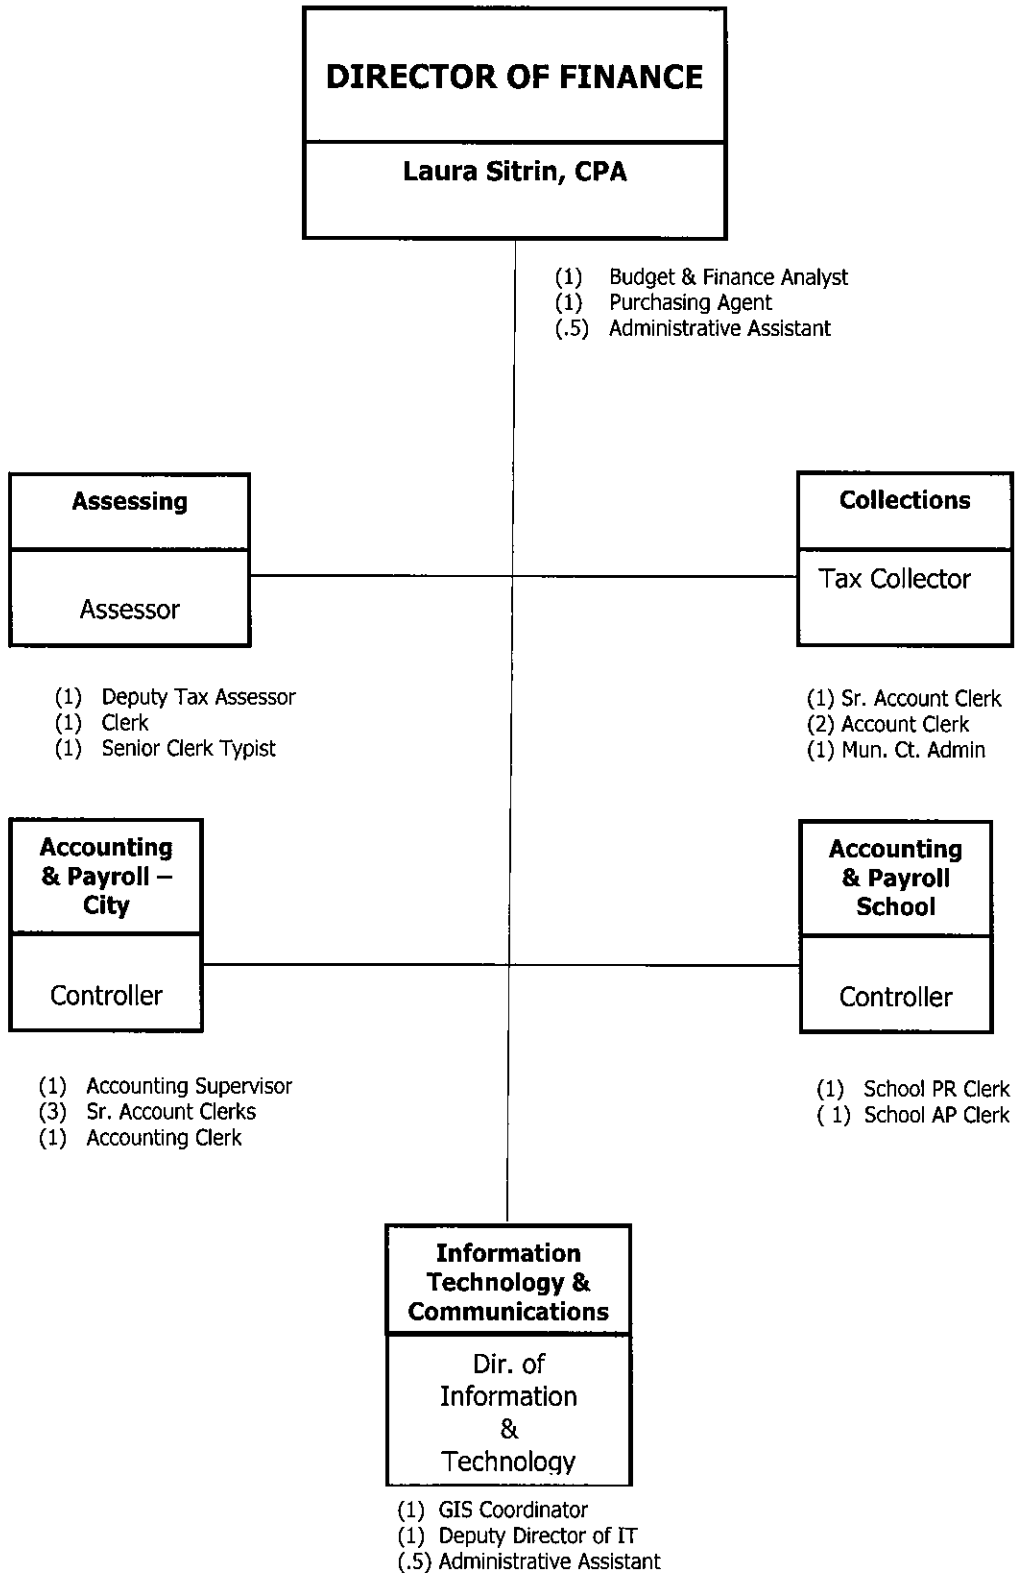 DIRECTOR OF FINANCE
Laura Sitrin, CPA
(1) Budget & Finance Analyst
(1) Purchasing Agent
(.5) Administrative Assistant
Assessing
Assessor
(1) Deputy Tax Assessor
(1) Clerk
(1) Senior Clerk Typist
Collections
Tax Collector
(1) Sr. Account Clerk
(2) Account Clerk
(1) Mun. Ct. Admin
Accounting
& Payroll –
City
Controller
(1) Accounting Supervisor
(3) Sr. Account Clerks
(1) Accounting Clerk
Accounting
& Payroll
School
Controller
(1) School PR Clerk
( 1) School AP Clerk
Information
Technology &
Communications
Dir. of
Information
&
Technology
(1) GIS Coordinator
(1) Deputy Director of IT
(.5) Administrative Assistant